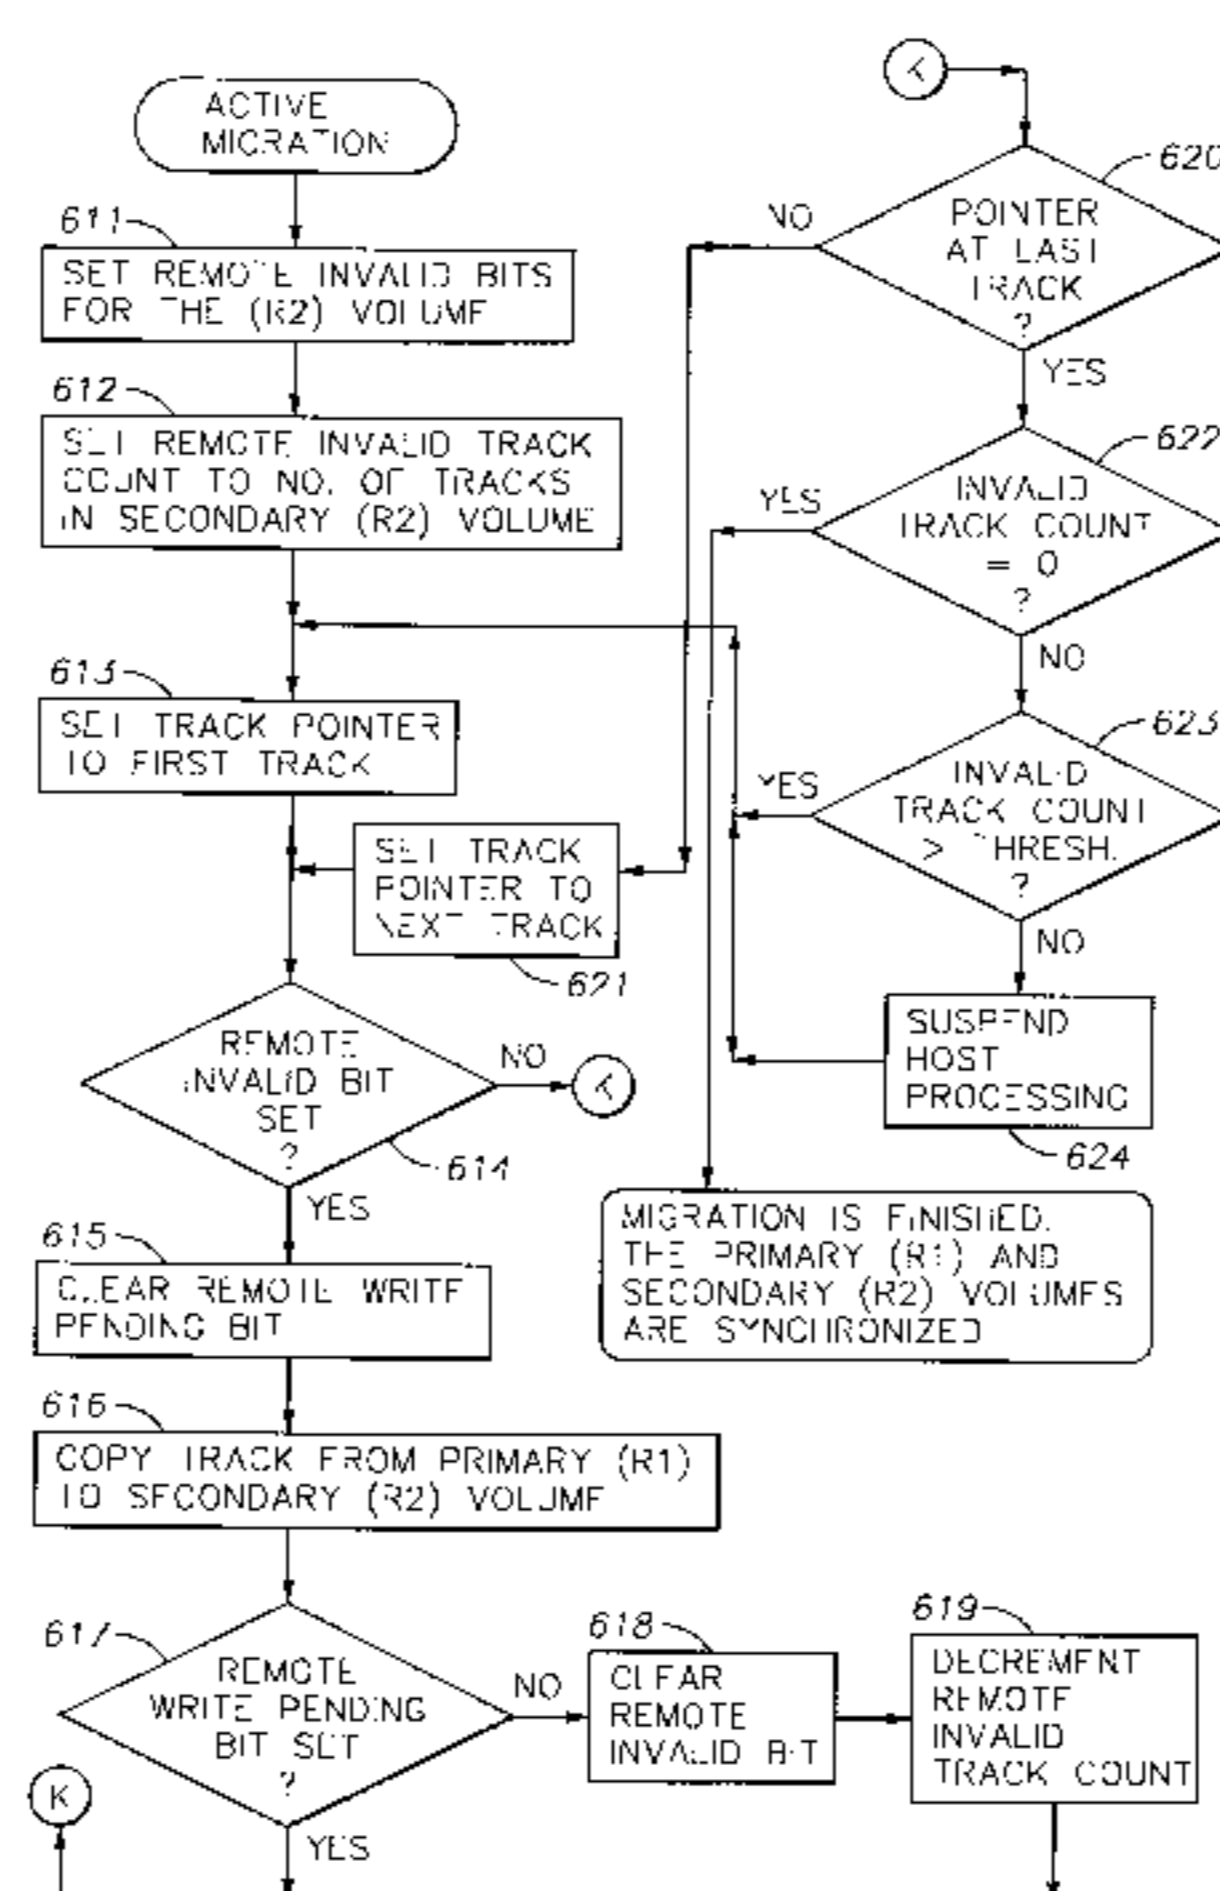 ACTIVE
MIGRATION
611
SET REMOTE INVALID BITS
FOR THE (R2) VOLUME
612
SET REMOTE INVALID TRACK
COUNT TO NO. OF TRACKS
IN SECONDARY (R2) VOLUME
613
SET TRACK POINTER
TO FIRST TRACK
SET TRACK
POINTER TO
NEXT TRACK
621
REMOTE
INVALID BIT
SET
?
614
NO
K
YES
615
CLEAR REMOTE WRITE
PENDING BIT
616
COPY TRACK FROM PRIMARY (R1)
TO SECONDARY (R2) VOLUME
617
REMOTE
WRITE PENDING
BIT SET
?
NO
YES
K
618
CLEAR
REMOTE
INVALID BIT
619
DECREMENT
REMOTE
INVALID
TRACK COUNT
K
620
POINTER
AT LAST
TRACK
?
NO
YES
622
INVALID
TRACK COUNT
= 0
?
YES
NO
623
INVALID
TRACK COUNT
> THRESH.
?
YES
NO
SUSPEND
HOST
PROCESSING
624
MIGRATION IS FINISHED.
THE PRIMARY (R1) AND
SECONDARY (R2) VOLUMES
ARE SYNCHRONIZED